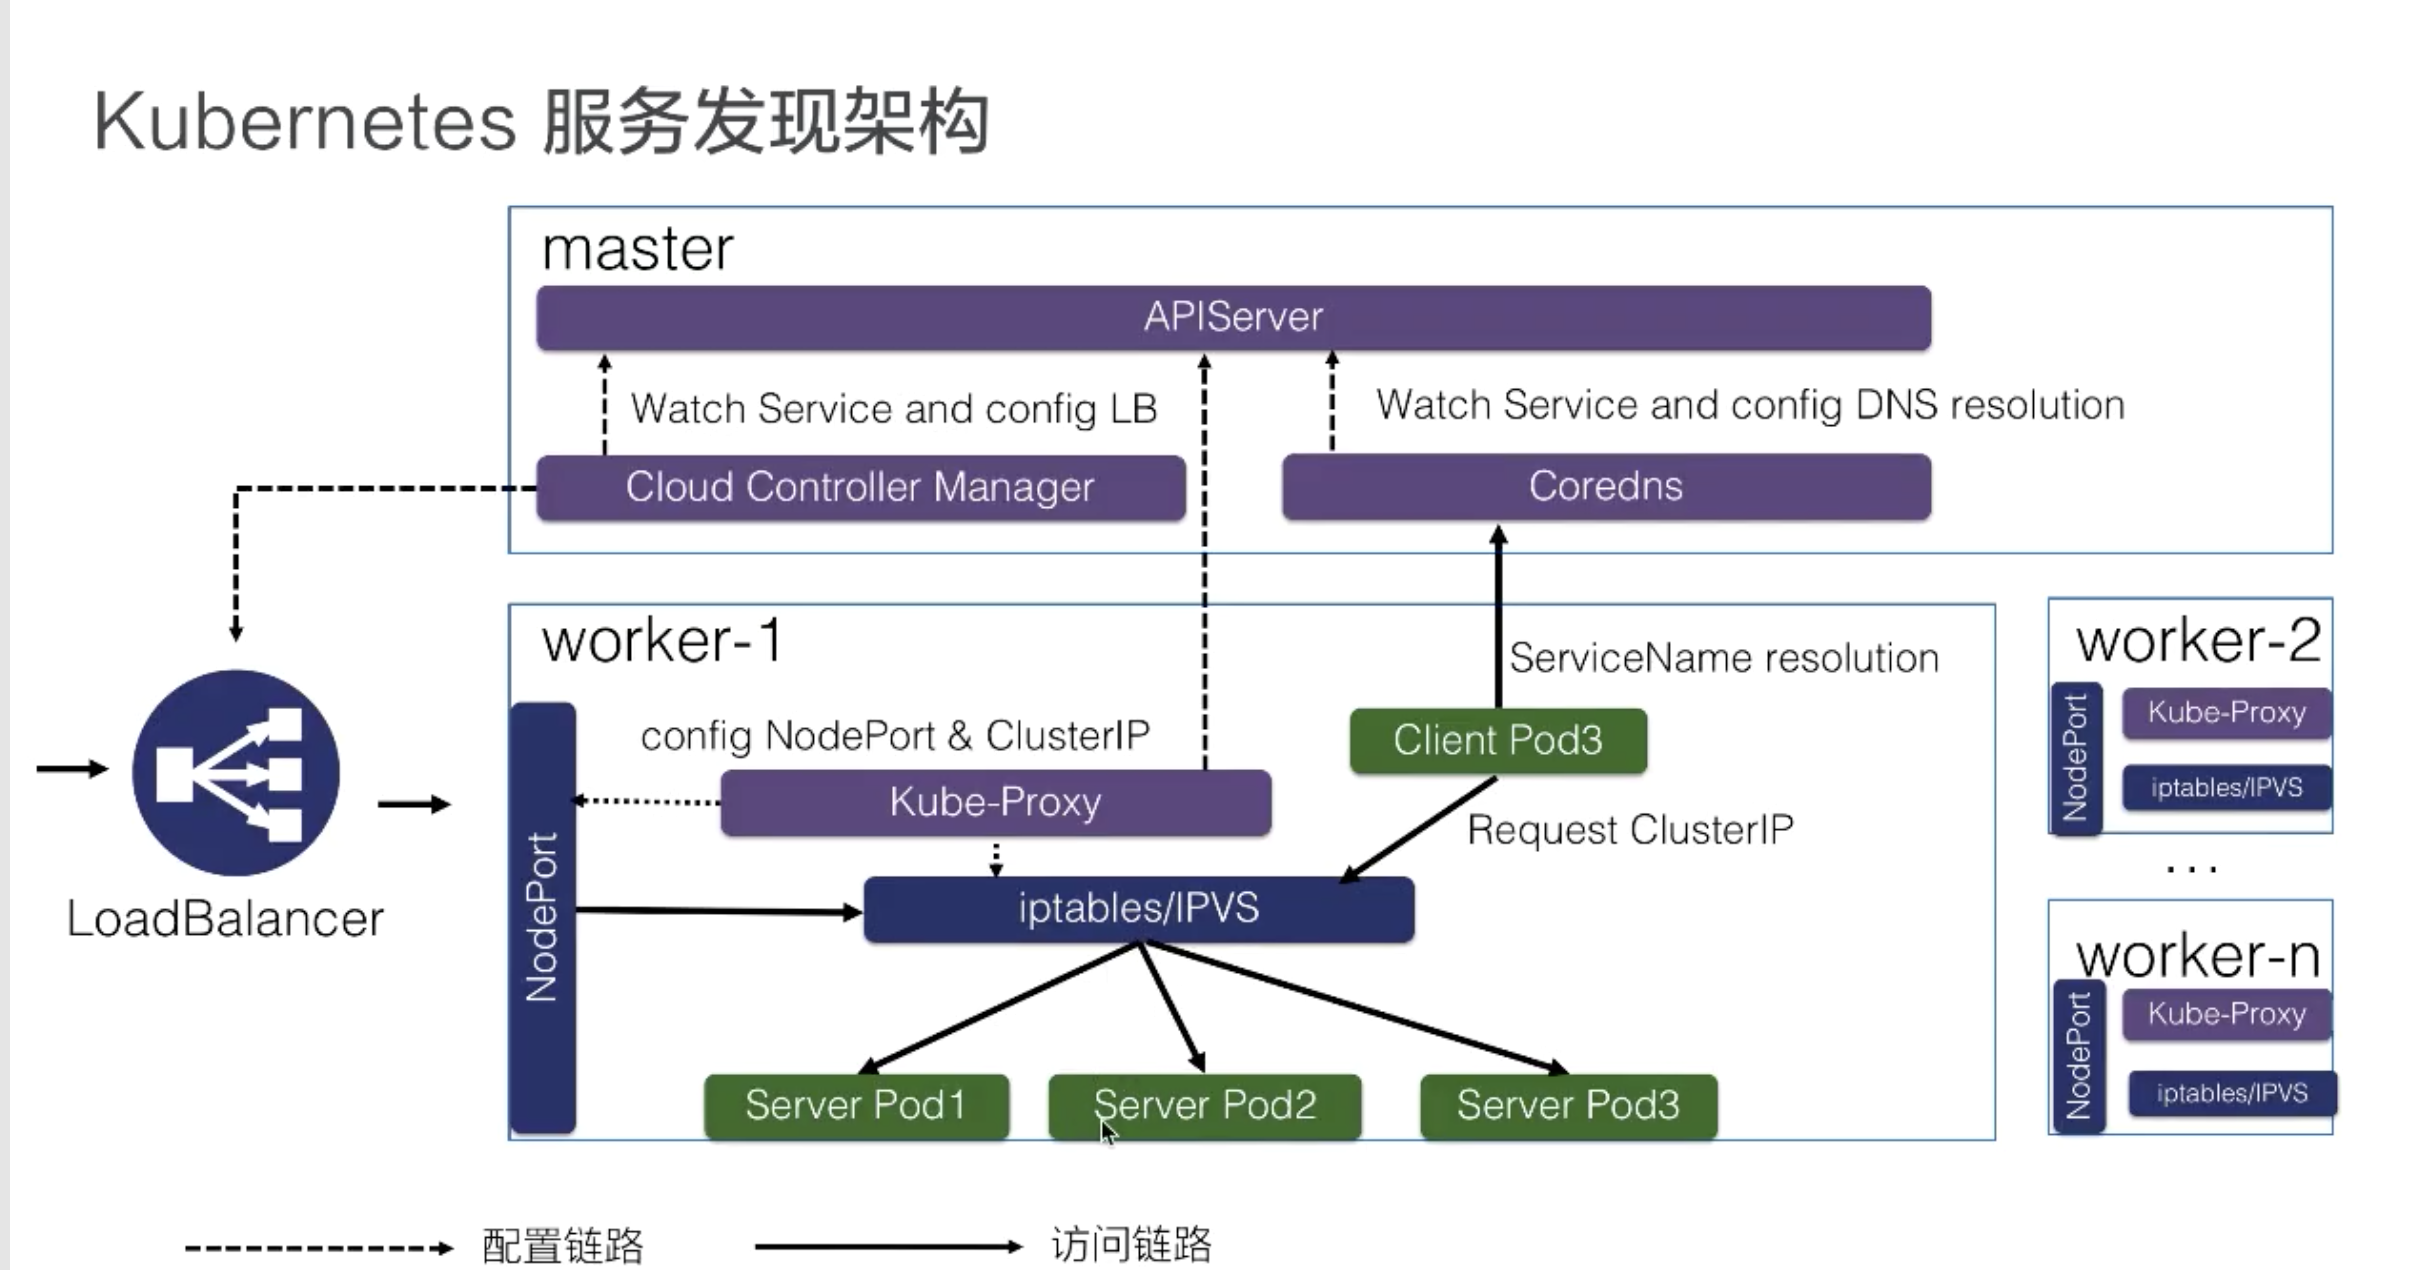 Kubernetes 服务发现架构
master
APIServer
Watch Service and config LB
Watch Service and config DNS resolution
Cloud Controller Manager
Coredns
worker-1
ServiceName resolution
config NodePort & ClusterIP
Client Pod3
Kube-Proxy
Request ClusterIP
NodePort
iptables/IPVS
Server Pod1
Server Pod2
Server Pod3
LoadBalancer
worker-2
NodePort
Kube-Proxy
iptables/IPVS
...
worker-n
NodePort
Kube-Proxy
iptables/IPVS
配置链路
访问链路